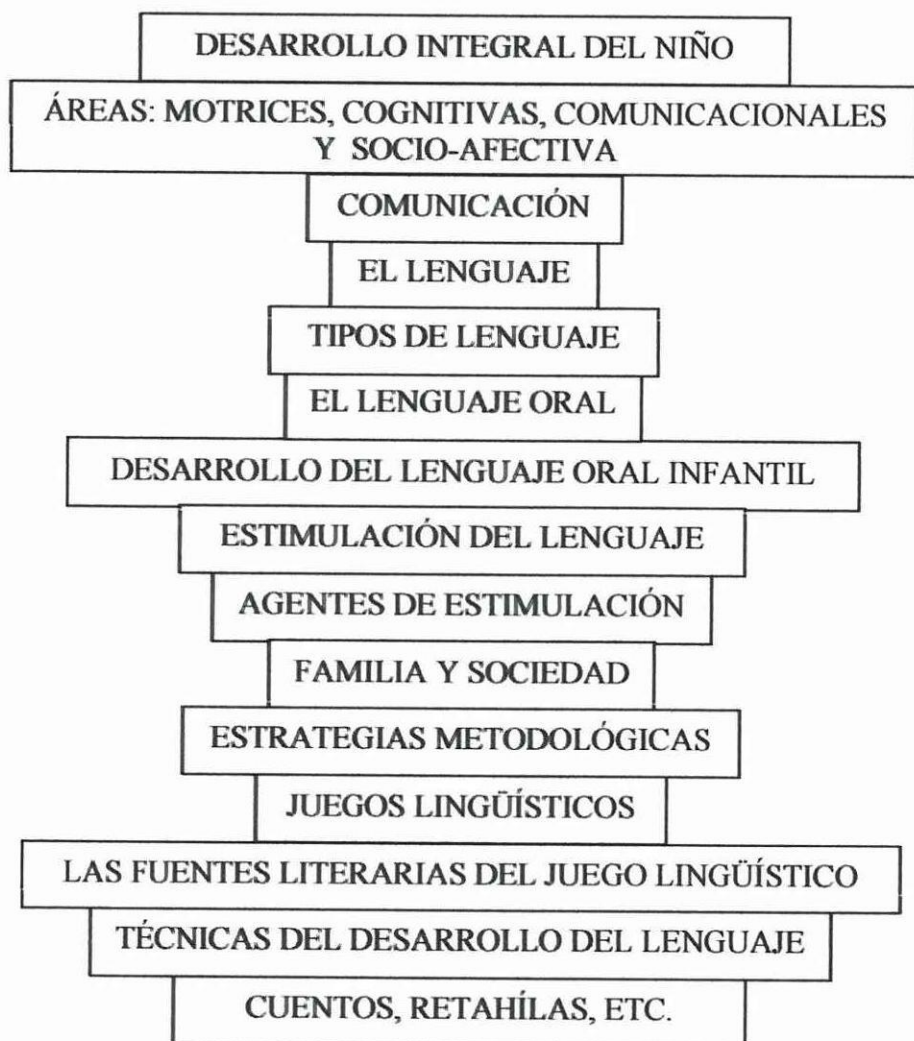 DESARROLLO INTEGRAL DEL NIÑO
ÁREAS: MOTRICES, COGNITIVAS, COMUNICACIONALES
Y SOCIO-AFECTIVA
COMUNICACIÓN
EL LENGUAJE
TIPOS DE LENGUAJE
EL LENGUAJE ORAL
DESARROLLO DEL LENGUAJE ORAL INFANTIL
ESTIMULACIÓN DEL LENGUAJE
AGENTES DE ESTIMULACIÓN
FAMILIA Y SOCIEDAD
ESTRATEGIAS METODOLÓGICAS
JUEGOS LINGÜÍSTICOS
LAS FUENTES LITERARIAS DEL JUEGO LINGÜÍSTICO
TÉCNICAS DEL DESARROLLO DEL LENGUAJE
CUENTOS, RETAHÍLAS, ETC.